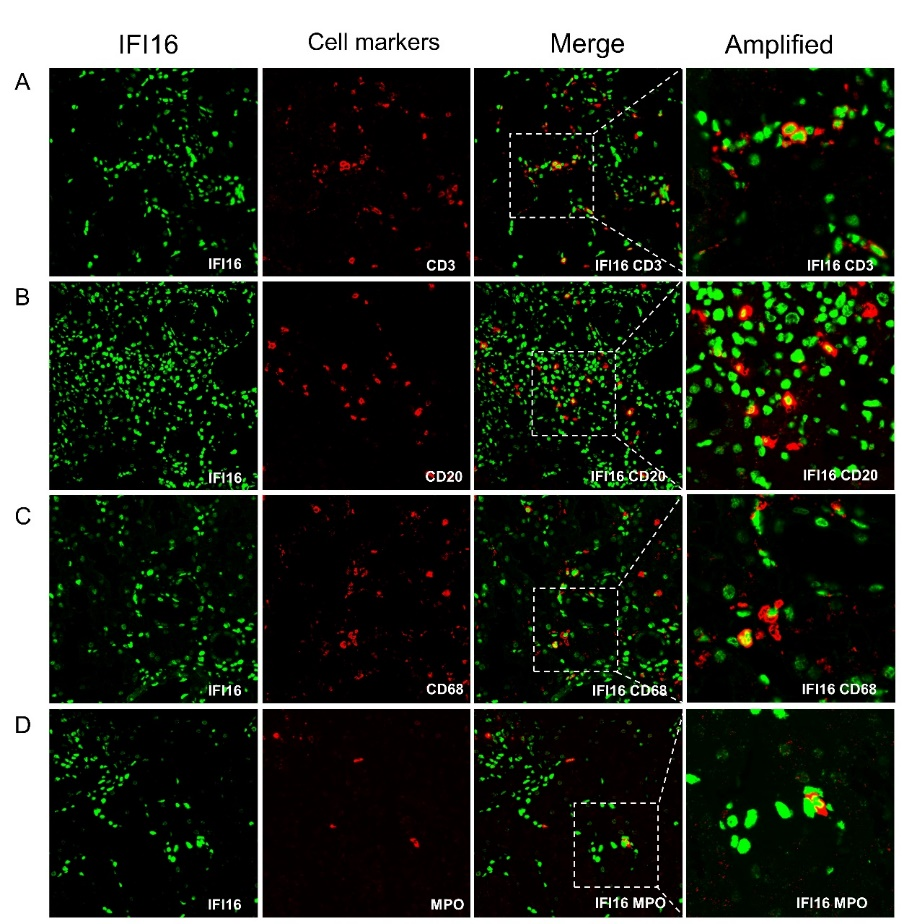 IFI16 Cell markers Merge Amplified
A
IFI16 CD3 IFI16 CD3 IFI16 CD3
B
IFI16 CD20 IFI16 CD20 IFI16 CD20
C
IFI16 CD68 IFI16 CD68 IFI16 CD68
D
IFI16 MPO IFI16 MPO IFI16 MPO